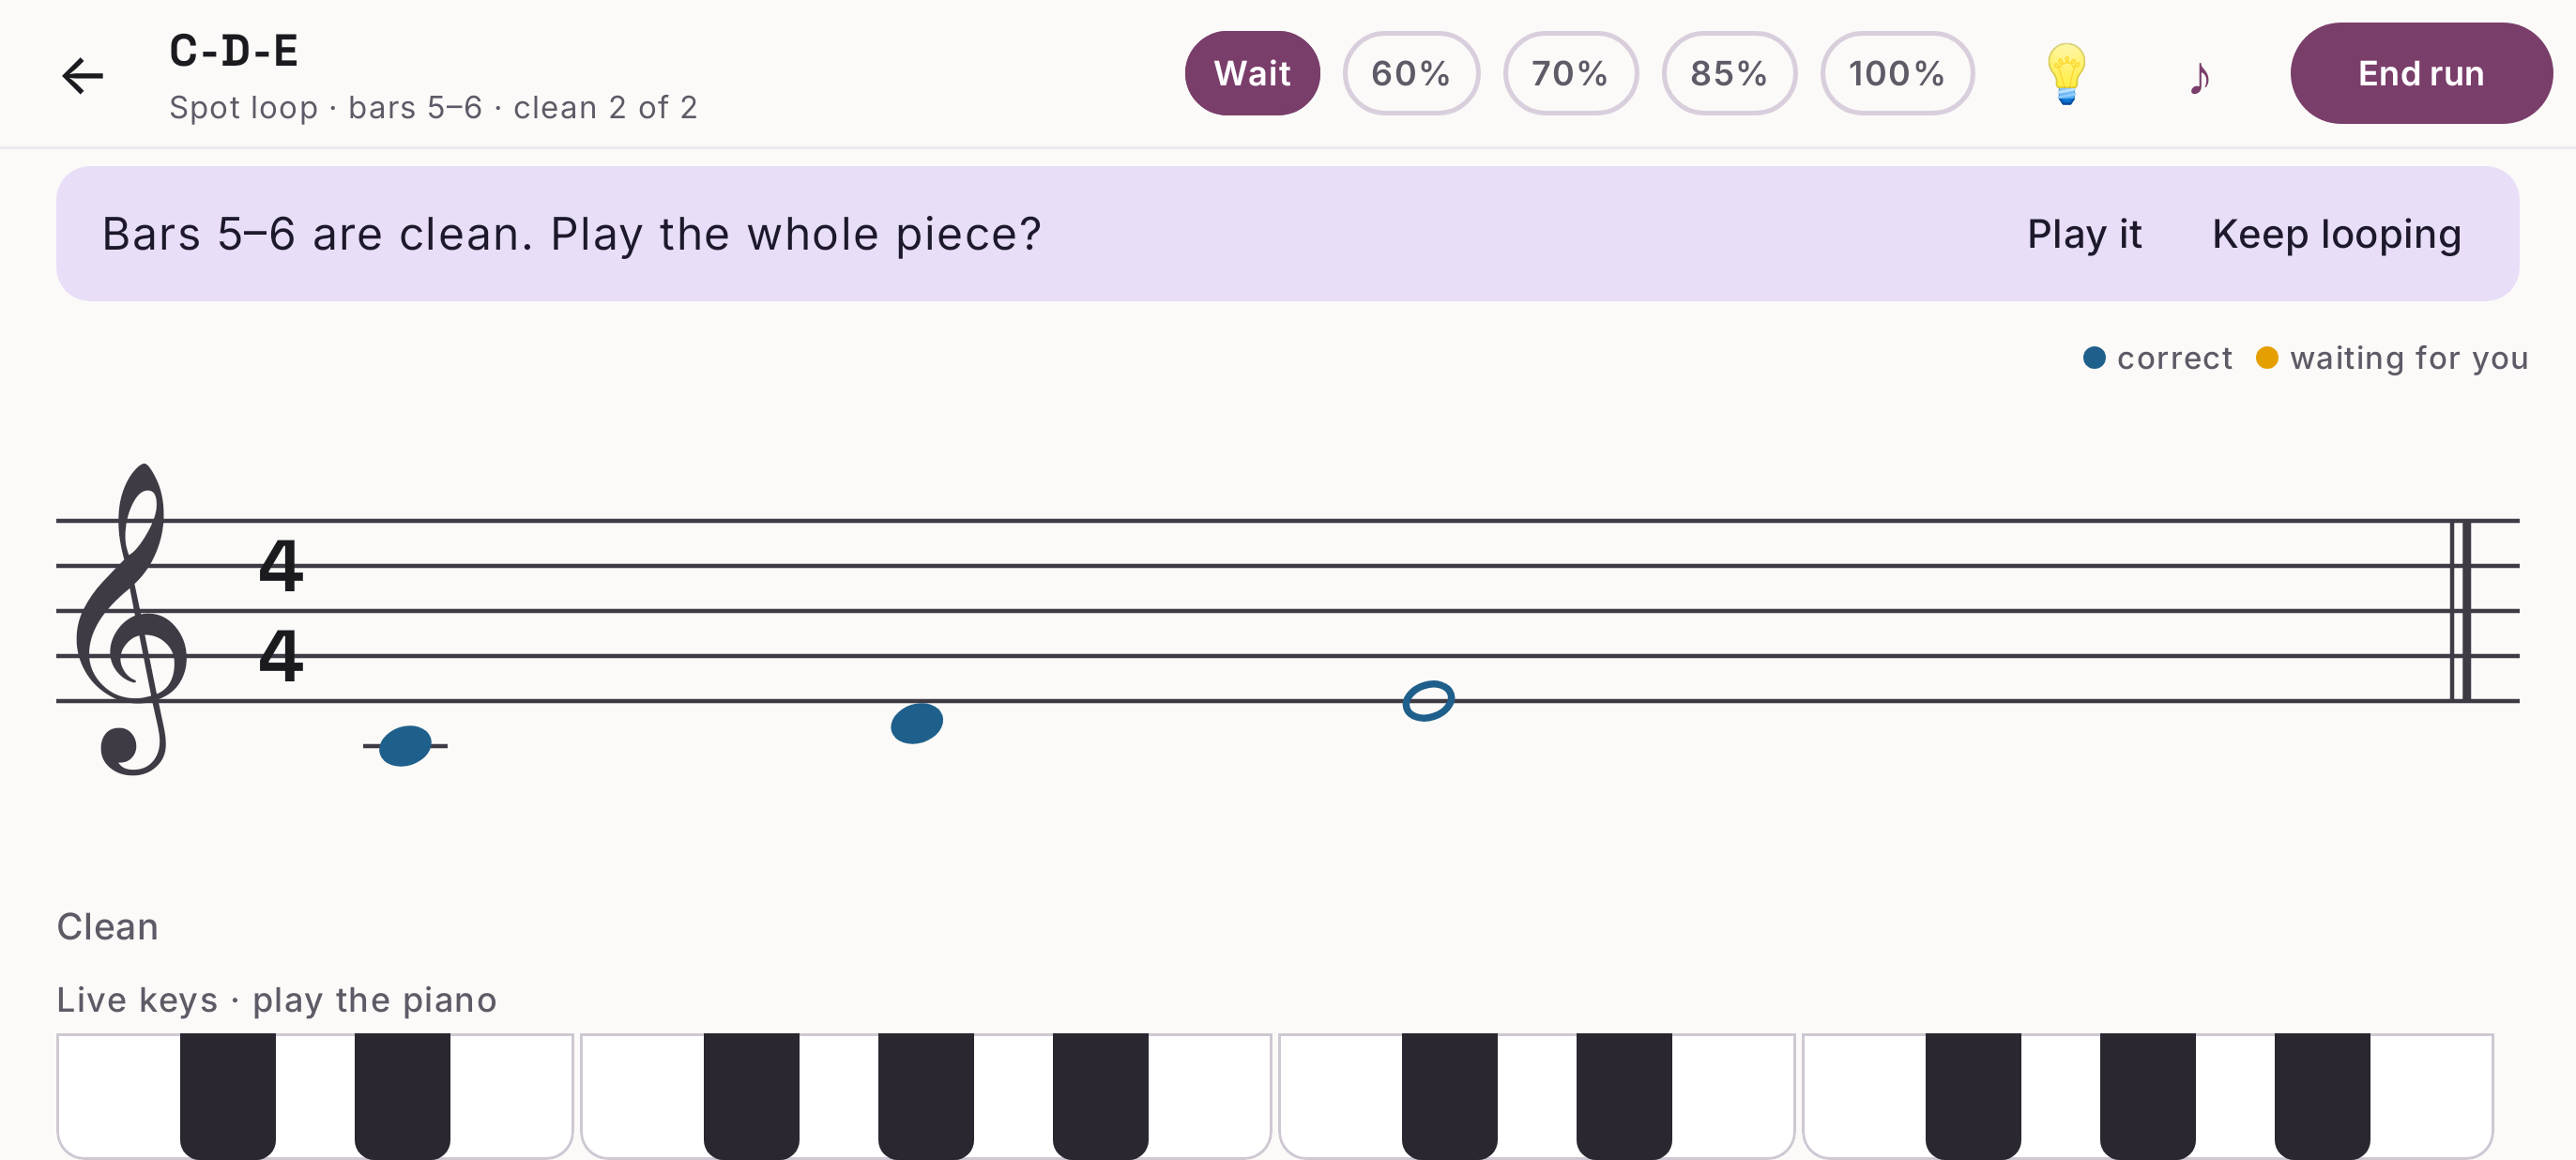 C-D-E
Spot loop · bars 5–6 · clean 2 of 2
Wait 60% 70% 85% 100% End run
Bars 5–6 are clean. Play the whole piece? Play it Keep looping
correct waiting for you
4
4
Clean
Live keys · play the piano